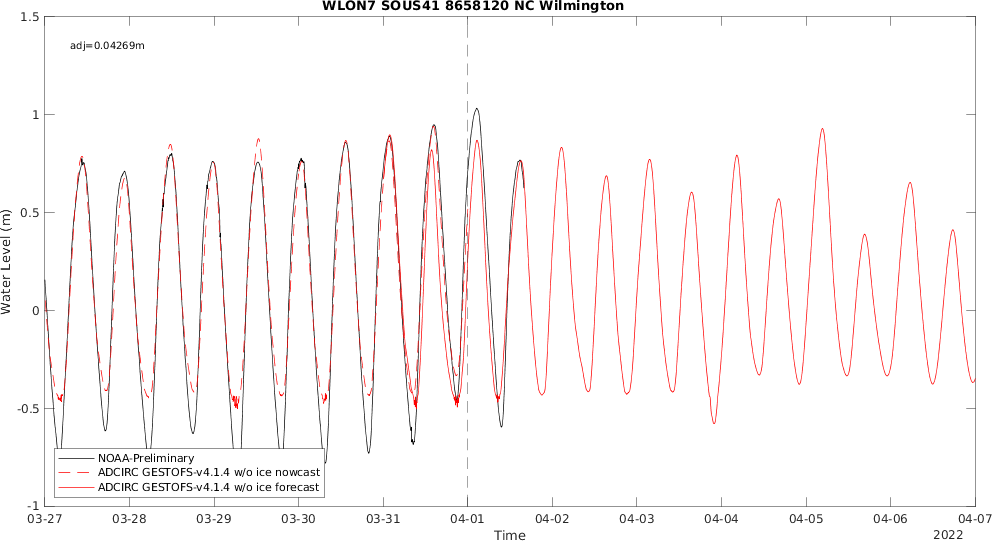 WLON7 SOUS41 8658120 NC Wilmington
adj=0.04269m
1.5
1
0.5
0
-0.5
-1
Water Level (m)
NOAA-Preliminary
ADCIRC GESTOFS-v4.1.4 w/o ice nowcast
ADCIRC GESTOFS-v4.1.4 w/o ice forecast
03-27 03-28 03-29 03-30 03-31 04-01 04-02 04-03 04-04 04-05 04-06 04-07
Time
2022